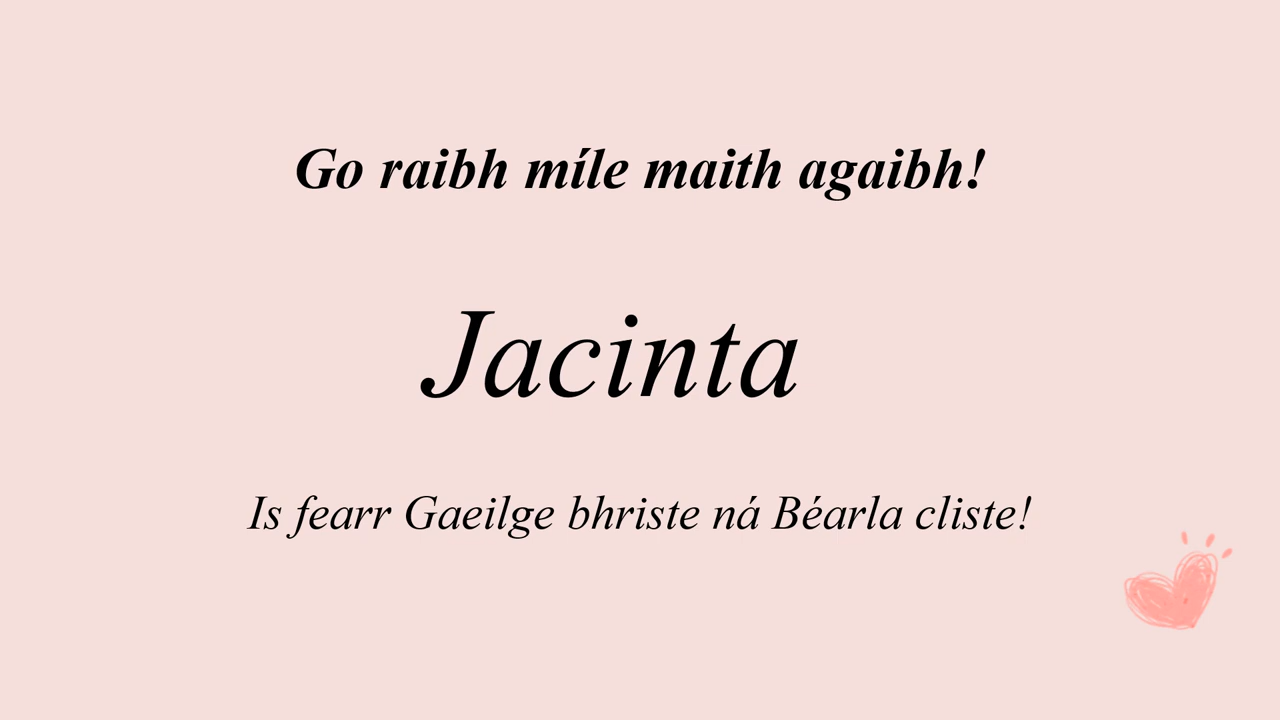 Go raibh míle maith agaibh!
Jacinta
Is fearr Gaeilge bhriste ná Béarla cliste!